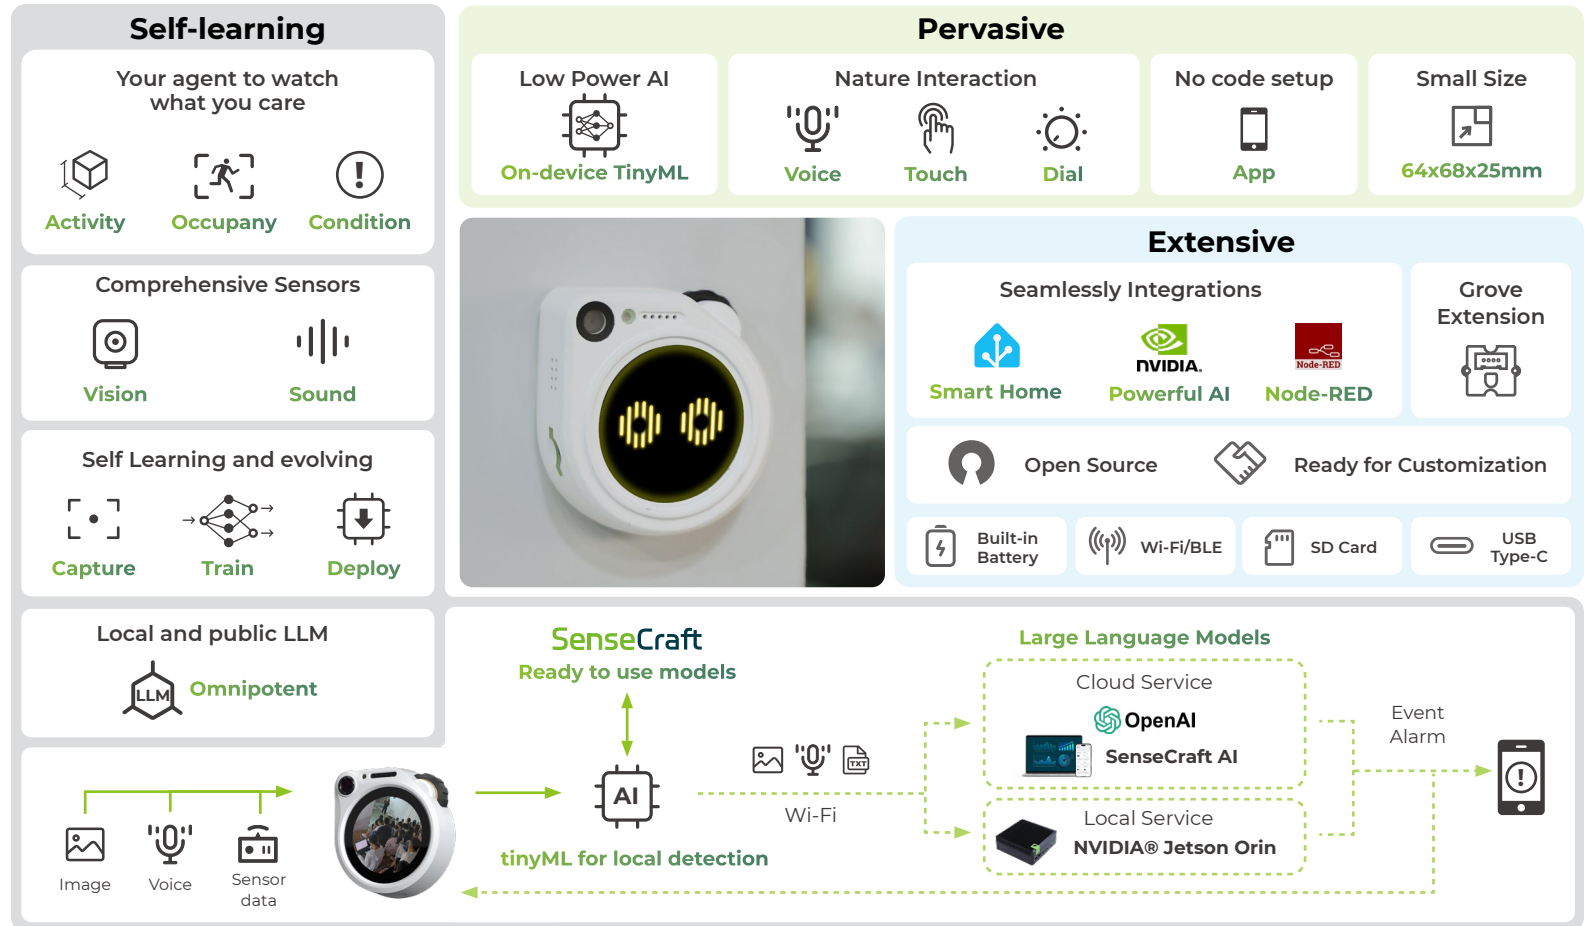 Self-learning
Your agent to watch
what you care
Activity
Occupany
Condition
Comprehensive Sensors
Vision
Sound
Self Learning and evolving
Capture
Train
Deploy
Local and public LLM
LLM
Omnipotent
Pervasive
Low Power AI
On-device TinyML
Nature Interaction
Voice
Touch
Dial
No code setup
App
Small Size
64x68x25mm
Extensive
Seamlessly Integrations
Smart Home
NVIDIA.
Powerful AI
Node-RED
Node-RED
Grove
Extension
Open Source
Ready for Customization
Built-in
Battery
Wi-Fi/BLE
SD Card
USB
Type-C
Image
Voice
Sensor
data
SenseCraft
Ready to use models
AI
tinyML for local detection
TXT
Wi-Fi
Large Language Models
Cloud Service
OpenAI
SenseCraft AI
Local Service
NVIDIA® Jetson Orin
Event
Alarm